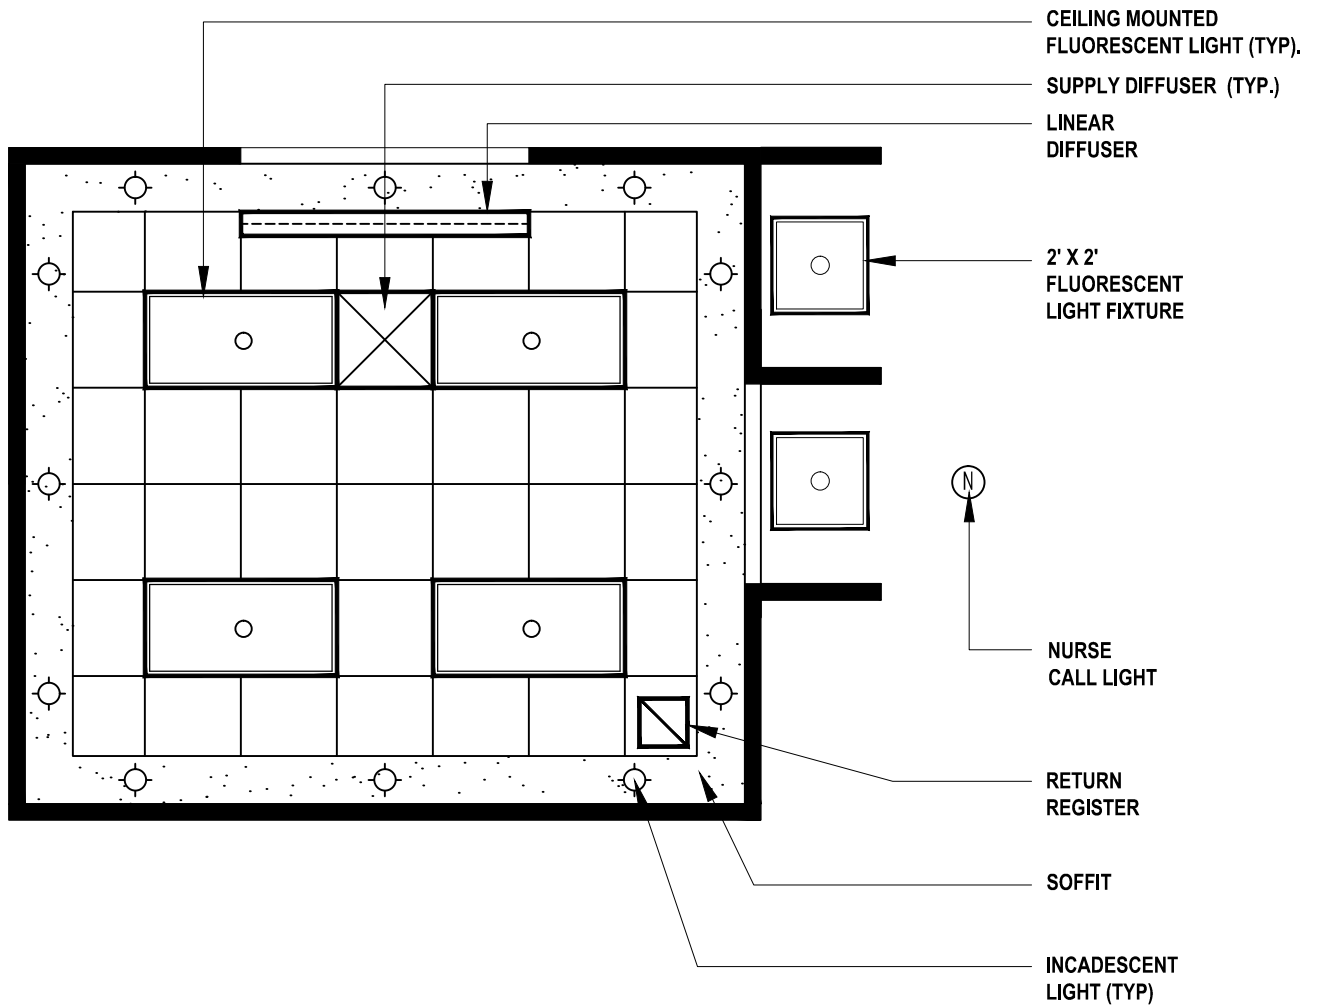 CEILING MOUNTED
FLUORESCENT LIGHT (TYP).
SUPPLY DIFFUSER (TYP.)
LINEAR
DIFFUSER
2' X 2'
FLUORESCENT
LIGHT FIXTURE
N
NURSE
CALL LIGHT
RETURN
REGISTER
SOFFIT
INCADESCENT
LIGHT (TYP)